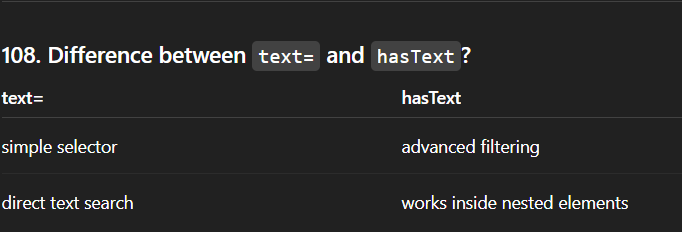 108. Difference between text= and hasText?
text= hasText
simple selector advanced filtering
direct text search works inside nested elements